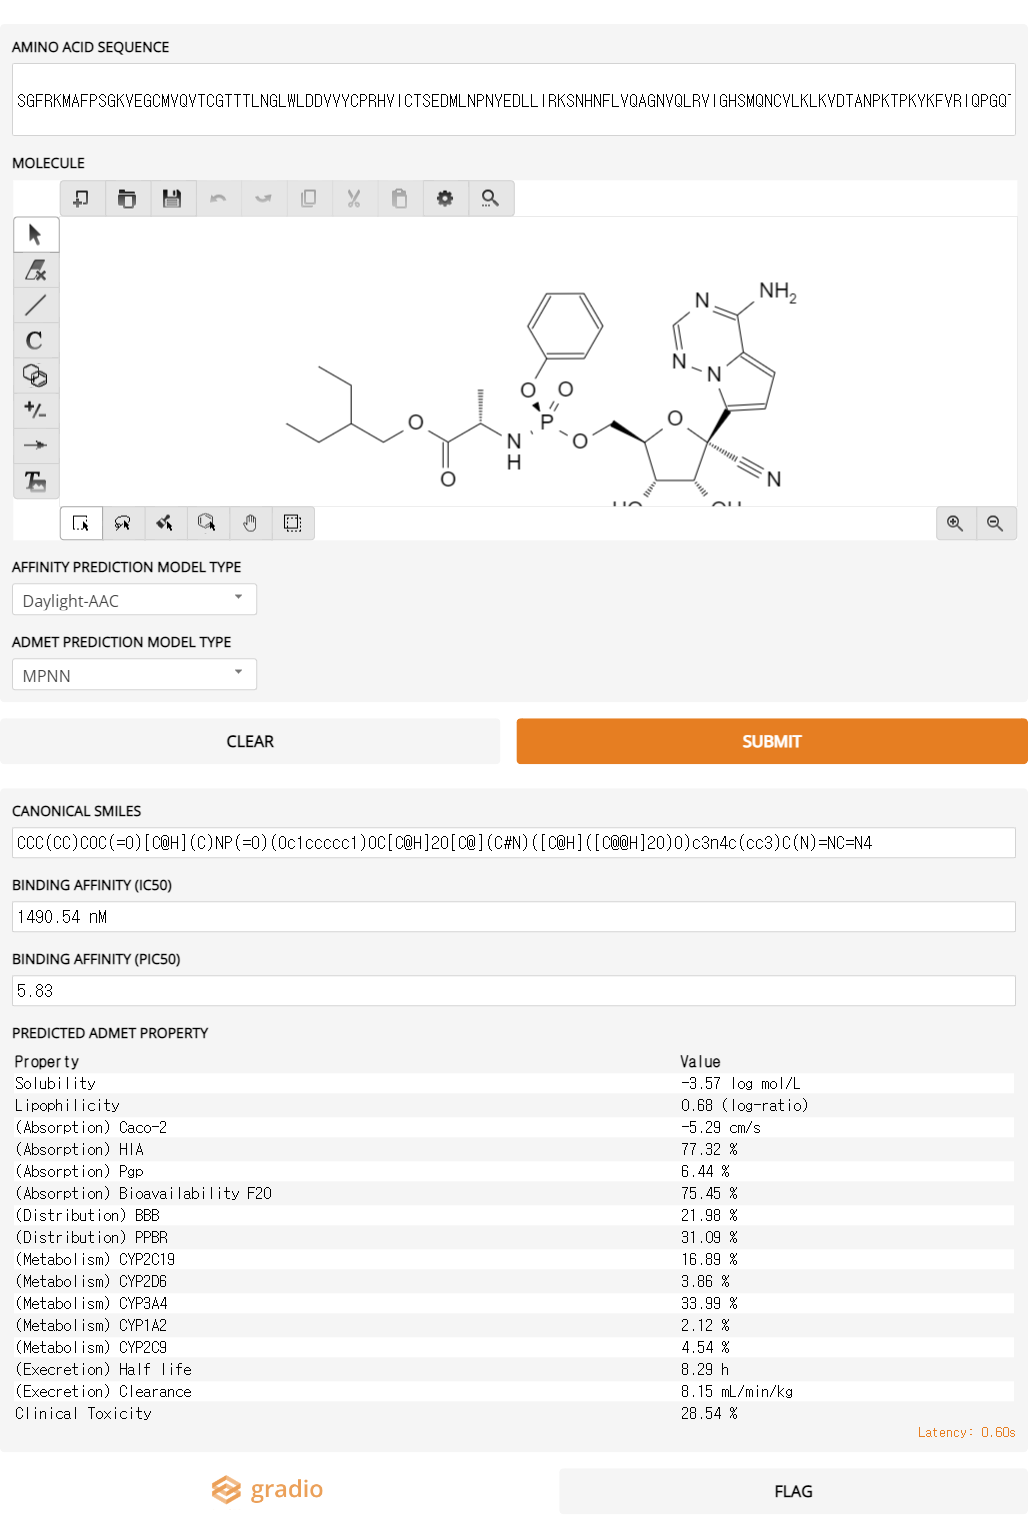 AMINO ACID SEQUENCE
SGFRKMAFPSGKVEGCMVQVTCGTTTLNGLWLDDVVYCPRHVICTSEDMLNPNYEDLLIRKSNHNFLVQAGNVQLRVIGHSMQNCVLKLKVDTANPKTPKYKFVRIQPGQ
MOLECULE
C
T
NH2
N
N
N
O
O
O
P
O
N
H
O
O
N
HO
OH
AFFINITY PREDICTION MODEL TYPE
Daylight-AAC
ADMET PREDICTION MODEL TYPE
MPNN
CLEAR
SUBMIT
CANONICAL SMILES
CCC(CC)COC(=O)[C@H](C)NP(=O)(Oc1ccccc1)OC[C@H]2O[C@](C#N)([C@H]([C@@H]2O)O)c3n4c(cc3)C(N)=NC=N4
BINDING AFFINITY (IC50)
1490.54 nM
BINDING AFFINITY (PIC50)
5.83
PREDICTED ADMET PROPERTY
Property Value
Solubility -3.57 log mol/L
Lipophilicity 0.68 (log-ratio)
(Absorption) Caco-2 -5.29 cm/s
(Absorption) HIA 77.32 %
(Absorption) Pgp 6.44 %
(Absorption) Bioavailability F20 75.45 %
(Distribution) BBB 21.98 %
(Distribution) PPBR 31.09 %
(Metabolism) CYP2C19 16.89 %
(Metabolism) CYP2D6 3.86 %
(Metabolism) CYP3A4 33.99 %
(Metabolism) CYP1A2 2.12 %
(Metabolism) CYP2C9 4.54 %
(Execretion) Half life 8.29 h
(Execretion) Clearance 8.15 mL/min/kg
Clinical Toxicity 28.54 %
Latency: 0.60s
gradio
FLAG